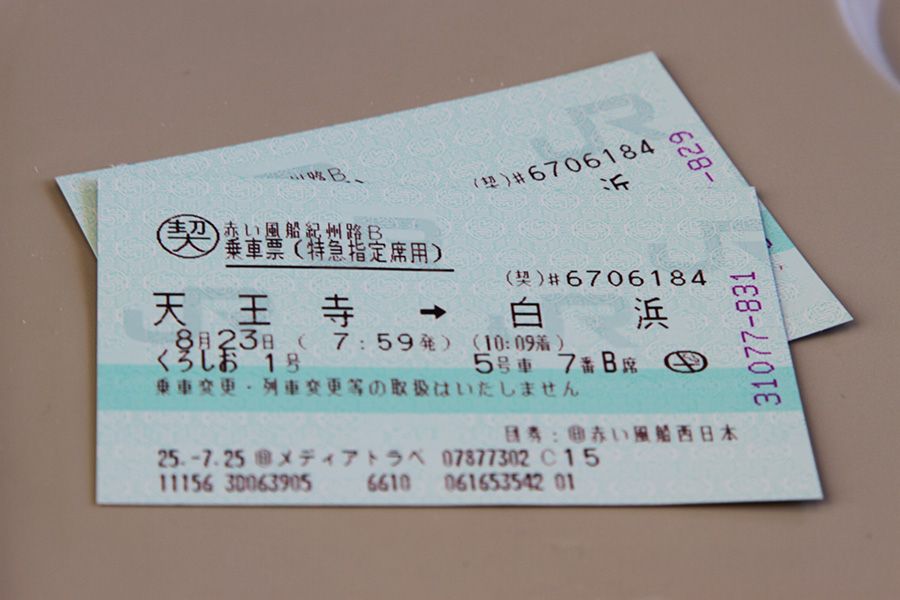 路B
(契)#6706184
浜
-829
契 赤い風船紀州路B
乗車票(特急指定席用)
(契)#6706184
天王寺 → 白浜
8月23日 ( 7:59発) (10:09着)
くろしお 1号 5号車 7番B席
乗車変更・列車変更等の取扱はいたしません
団券:@赤い風船西日本
25.-7.25 @メディアトラベ 07877302 C15
11156 3D063905 6610 061653542 01
31077-831
JR